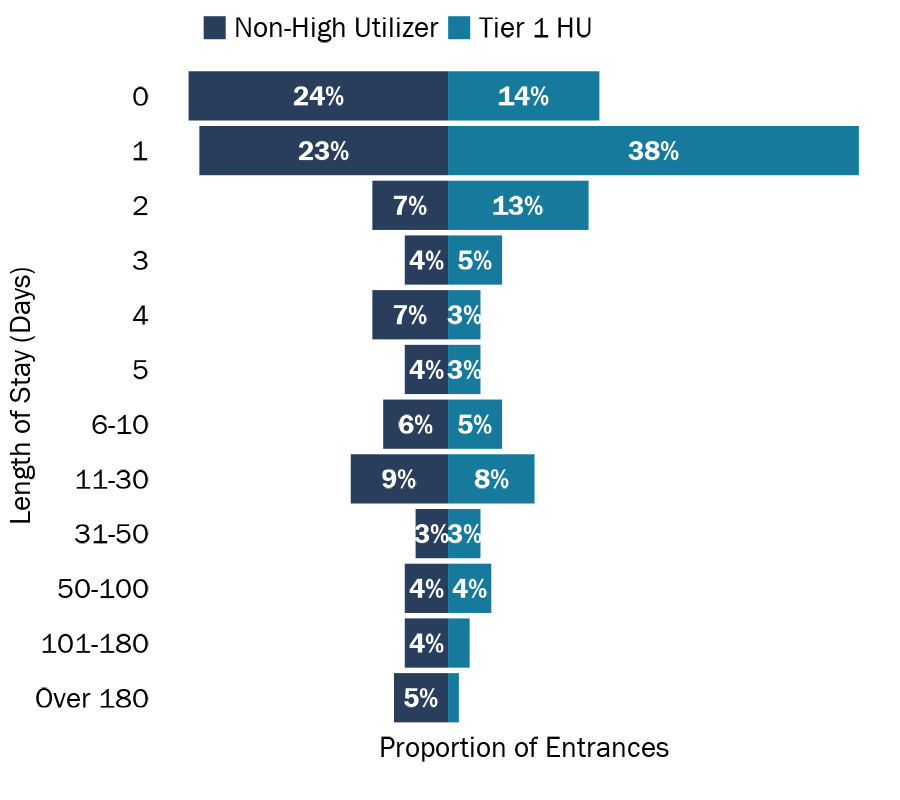 Non-High Utilizer Tier 1 HU
0 24% 14%
1 23% 38%
2 7% 13%
3 4% 5%
4 7% 3%
5 4% 3%
6-10 6% 5%
11-30 9% 8%
31-50 3% 3%
50-100 4% 4%
101-180 4%
Over 180 5%
Length of Stay (Days)
Proportion of Entrances